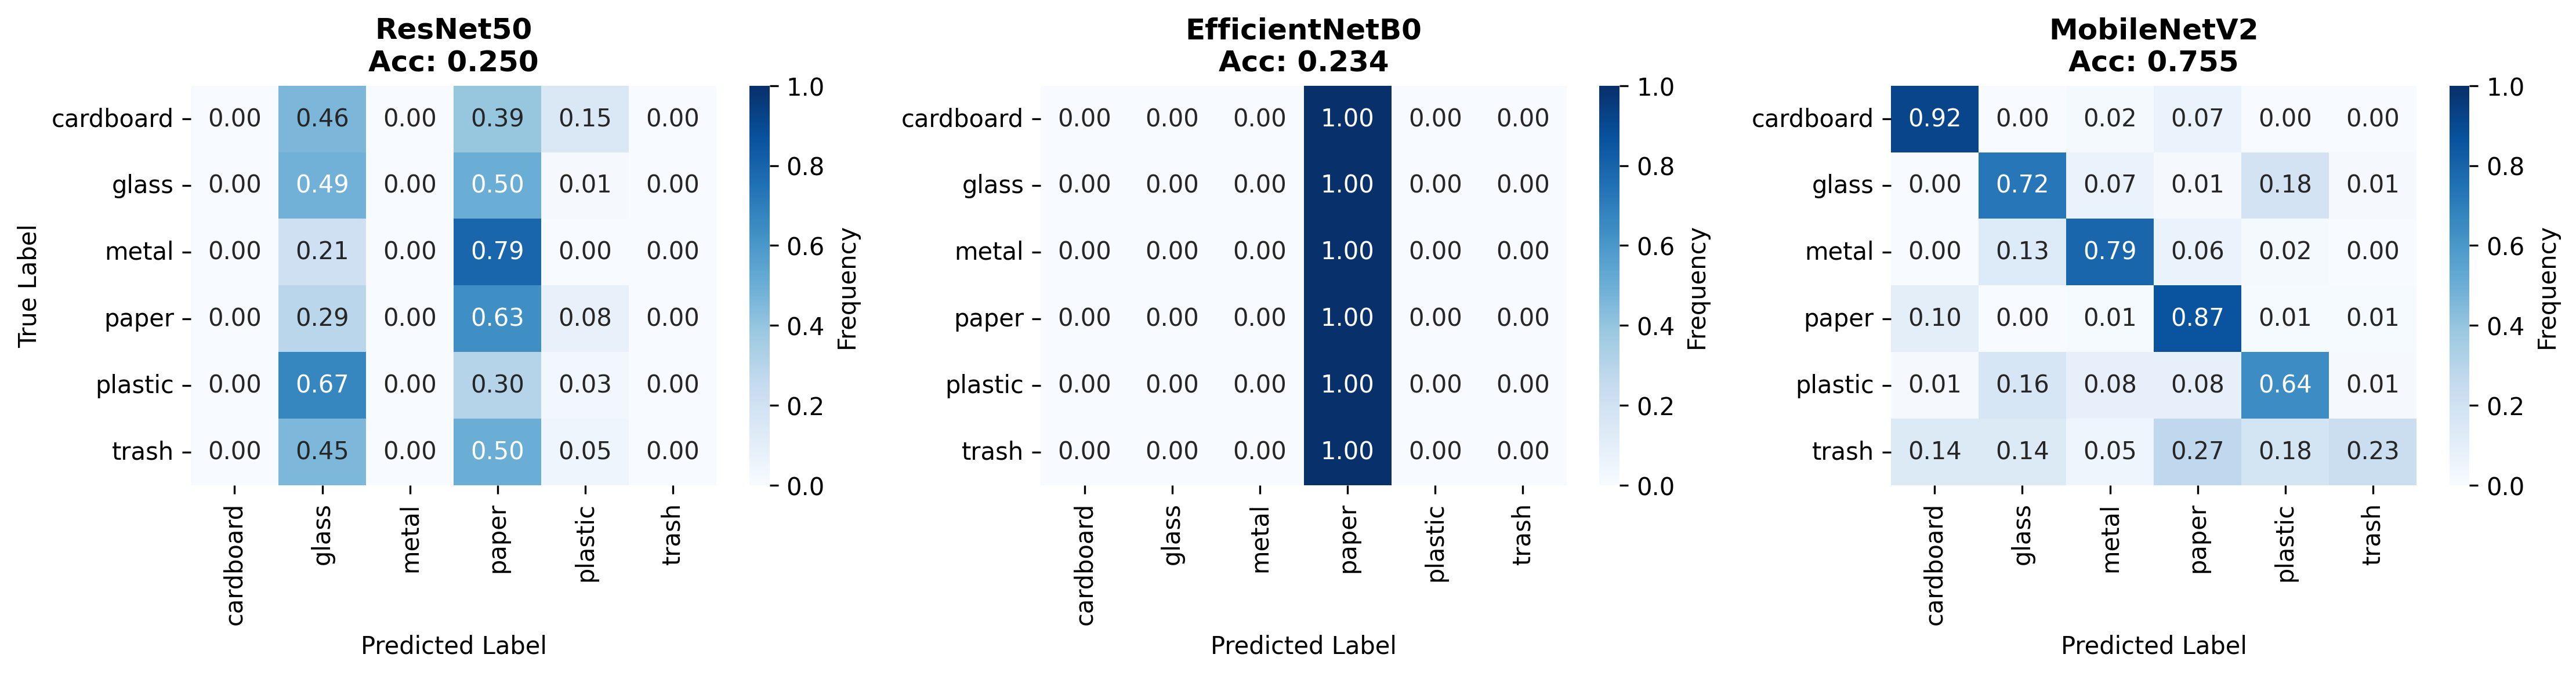 ResNet50
Acc: 0.250
True Label
cardboard 0.00 0.46 0.00 0.39 0.15 0.00
glass 0.00 0.49 0.00 0.50 0.01 0.00
metal 0.00 0.21 0.00 0.79 0.00 0.00
paper 0.00 0.29 0.00 0.63 0.08 0.00
plastic 0.00 0.67 0.00 0.30 0.03 0.00
trash 0.00 0.45 0.00 0.50 0.05 0.00
cardboard glass metal paper plastic trash
Predicted Label
1.0
0.8
0.6
0.4
0.2
0.0
Frequency
EfficientNetB0
Acc: 0.234
cardboard 0.00 0.00 0.00 1.00 0.00 0.00
glass 0.00 0.00 0.00 1.00 0.00 0.00
metal 0.00 0.00 0.00 1.00 0.00 0.00
paper 0.00 0.00 0.00 1.00 0.00 0.00
plastic 0.00 0.00 0.00 1.00 0.00 0.00
trash 0.00 0.00 0.00 1.00 0.00 0.00
cardboard glass metal paper plastic trash
Predicted Label
1.0
0.8
0.6
0.4
0.2
0.0
Frequency
MobileNetV2
Acc: 0.755
cardboard 0.92 0.00 0.02 0.07 0.00 0.00
glass 0.00 0.72 0.07 0.01 0.18 0.01
metal 0.00 0.13 0.79 0.06 0.02 0.00
paper 0.10 0.00 0.01 0.87 0.01 0.01
plastic 0.01 0.16 0.08 0.08 0.64 0.01
trash 0.14 0.14 0.05 0.27 0.18 0.23
cardboard glass metal paper plastic trash
Predicted Label
1.0
0.8
0.6
0.4
0.2
0.0
Frequency